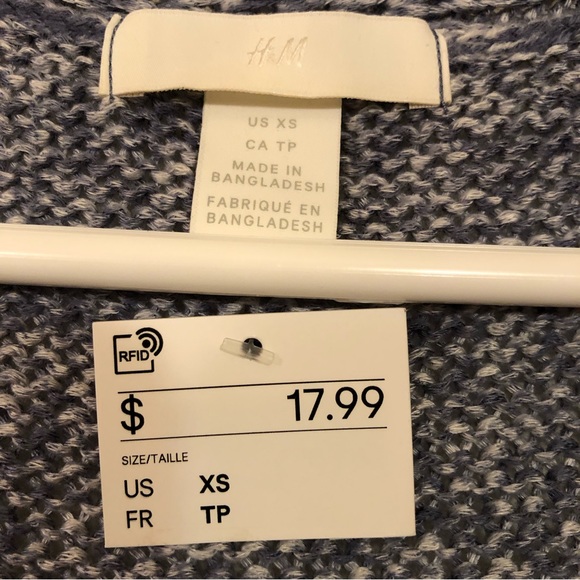 H&M
US XS
CA TP
MADE IN
BANGLADESH
FABRIQUÉ EN
BANGLADESH
RFID
$ 17.99
SIZE/TAILLE
US XS
FR TP